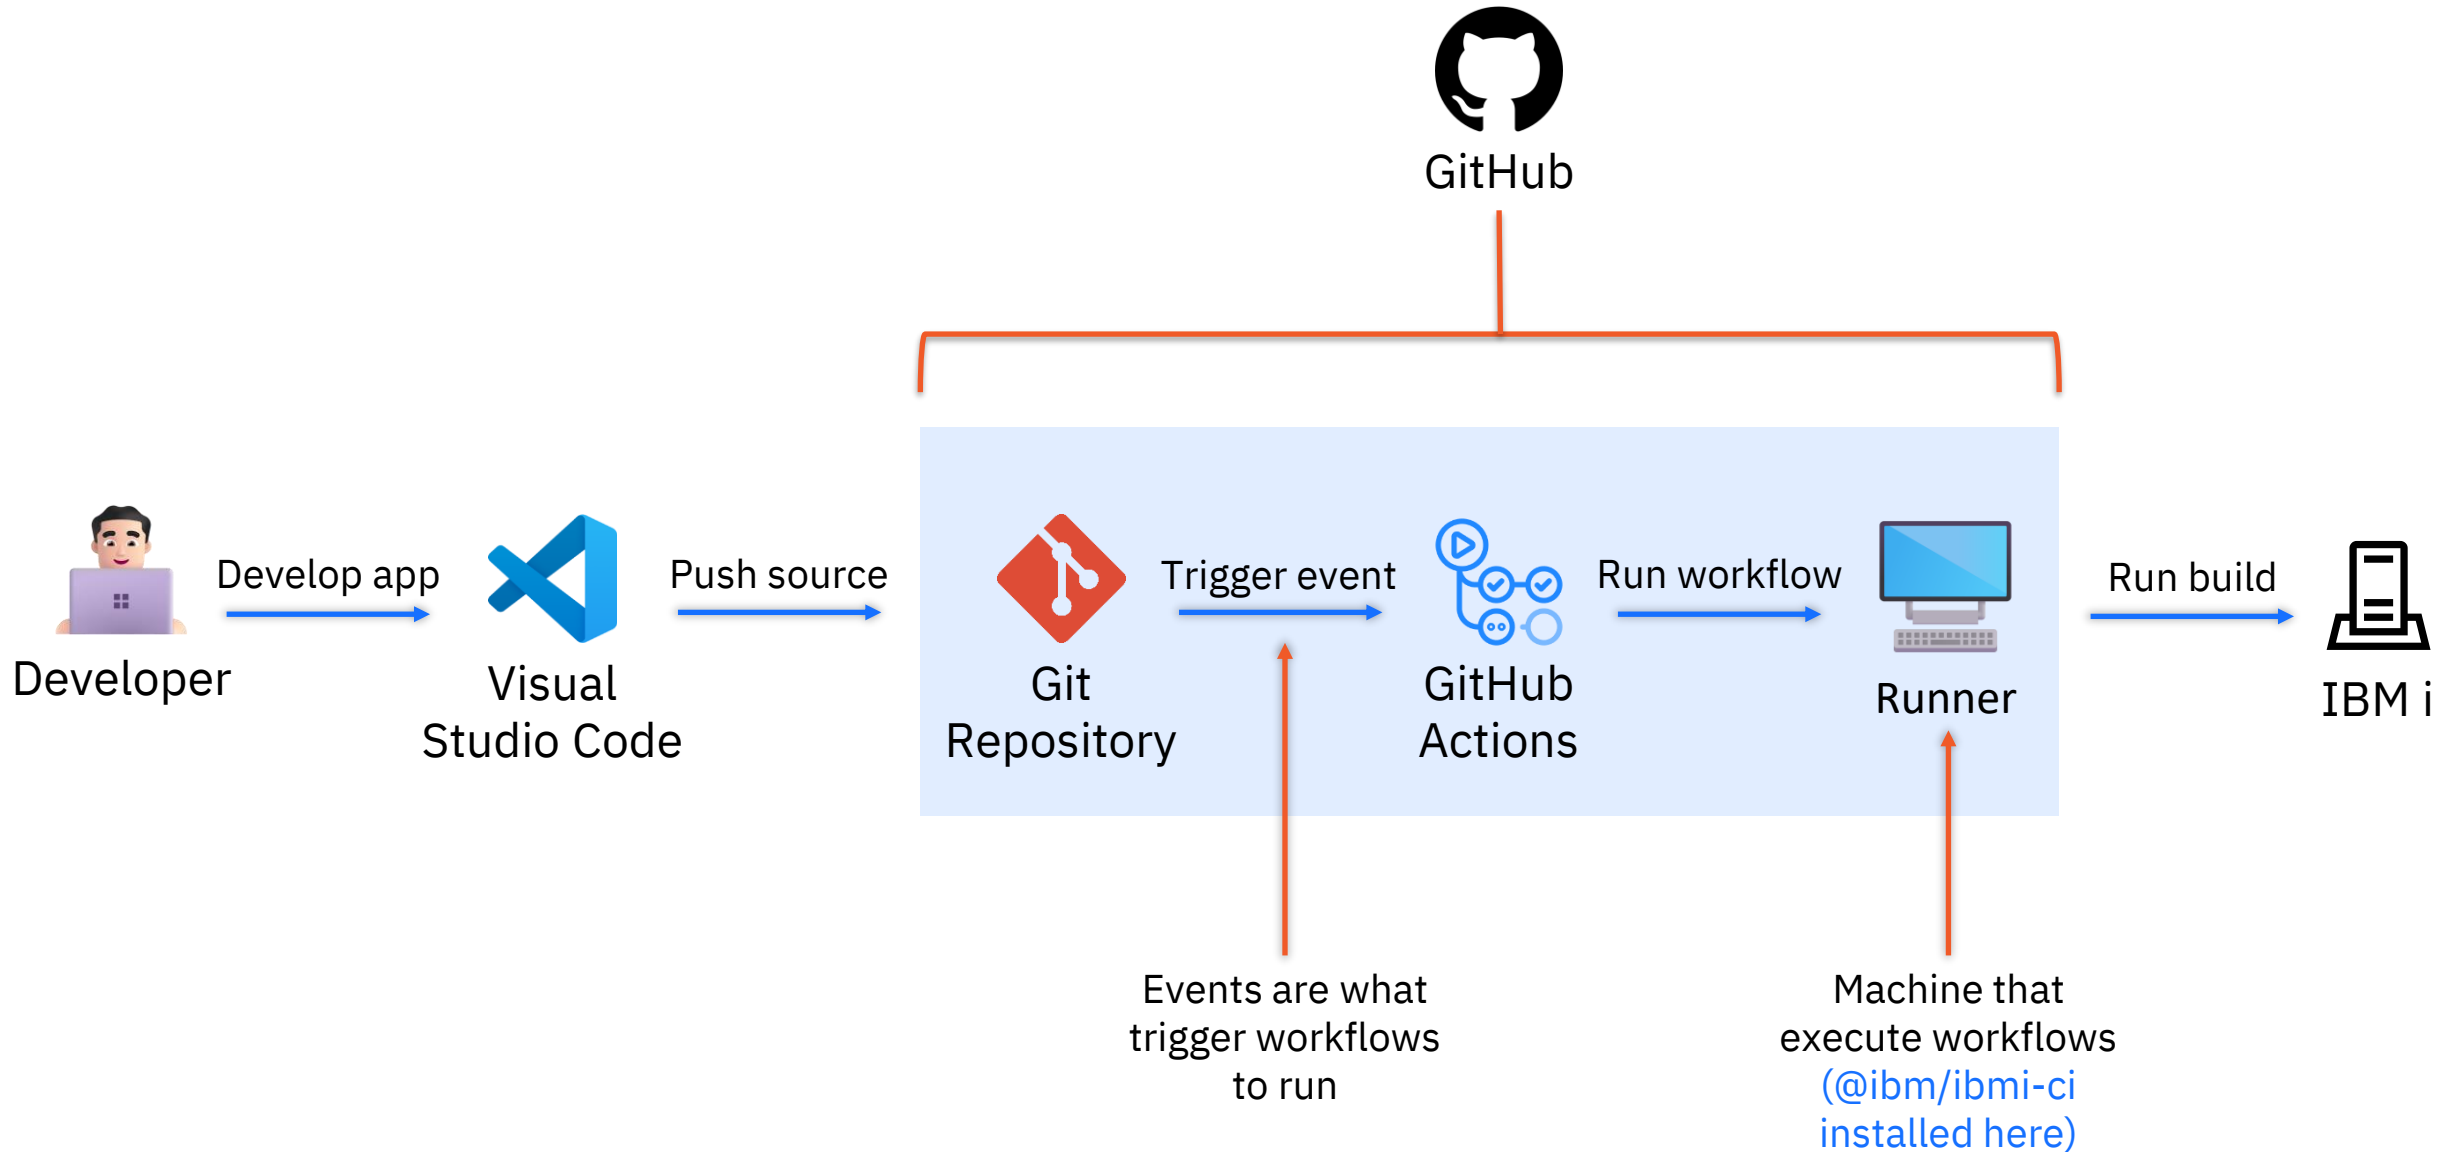 GitHub
Develop app
Push source
Trigger event
Run workflow
Run build
Developer
Visual
Studio Code
Git
Repository
GitHub
Actions
Runner
IBM i
Events are what
trigger workflows
to run
Machine that
execute workflows
(@ibm/ibmi-ci
installed here)